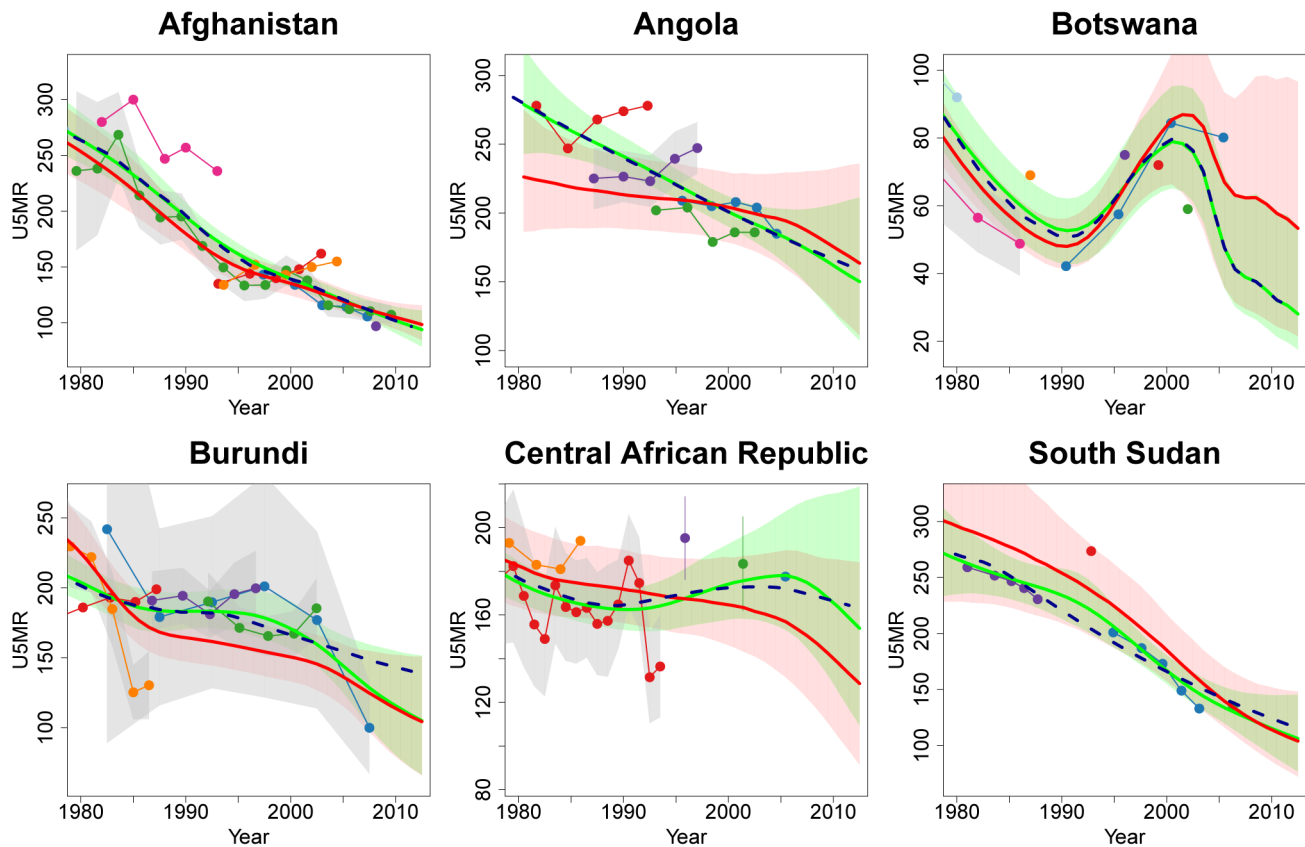 Afghanistan
Angola
Botswana
U5MR
100 150 200 250 300
1980 1990 2000 2010
Year
U5MR
100 150 200 250 300
1980 1990 2000 2010
Year
U5MR
20 40 60 80 100
1980 1990 2000 2010
Year
Burundi
Central African Republic
South Sudan
U5MR
100 150 200 250
1980 1990 2000 2010
Year
U5MR
80 120 160 200
1980 1990 2000 2010
Year
U5MR
100 150 200 250 300
1980 1990 2000 2010
Year